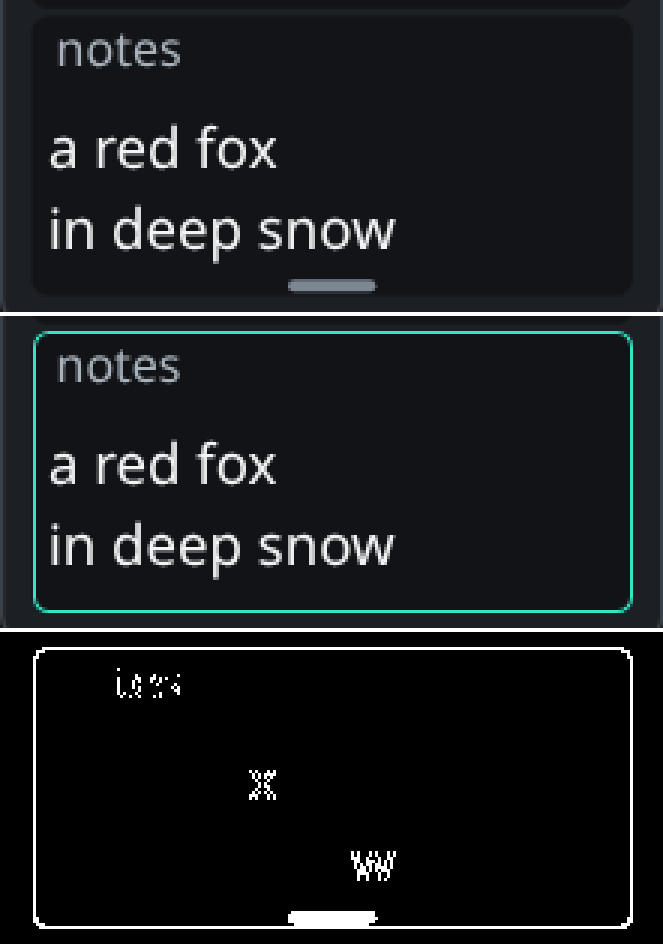 notes
a red fox
in deep snow
notes
a red fox
in deep snow
x
w